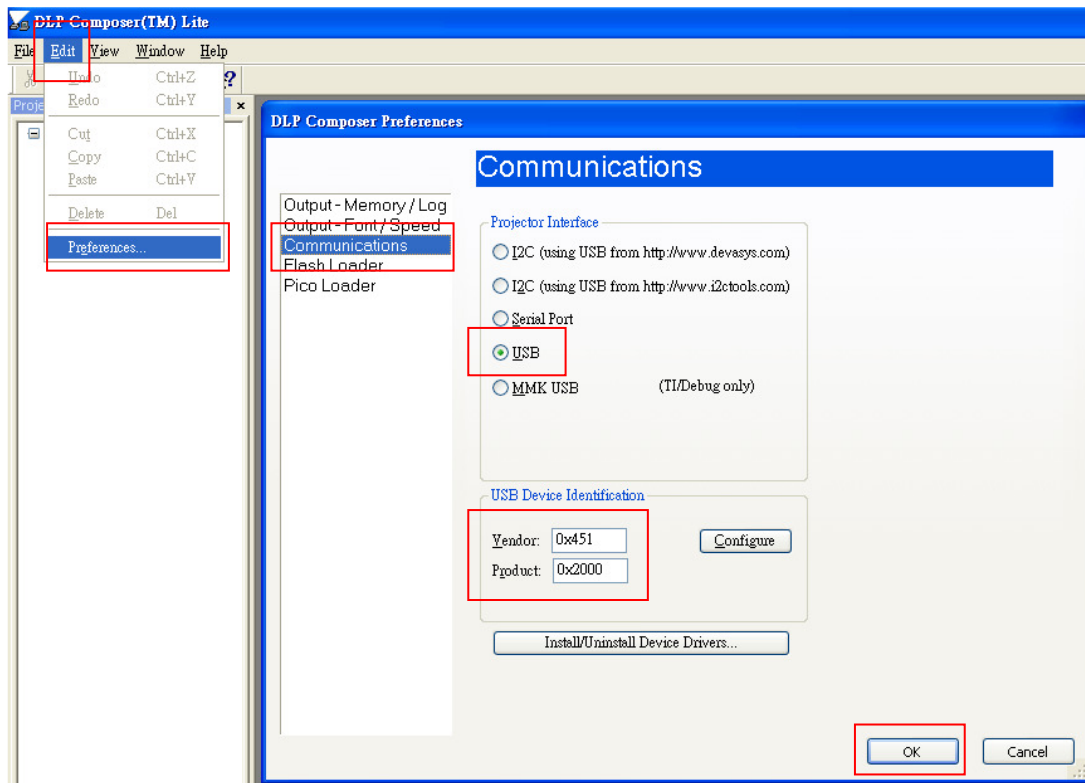 DLP Composer(TM) Lite
File Edit View Window Help
Undo Ctrl+Z
Redo Ctrl+Y
Cut Ctrl+X
Copy Ctrl+C
Paste Ctrl+V
Delete Del
Preferences...
Proje
DLP Composer Preferences
Communications
Output - Memory / Log
Output - Font / Speed
Communications
Flash Loader
Pico Loader
Projector Interface
I2C (using USB from http://www.devasys.com)
I2C (using USB from http://www.i2ctools.com)
Serial Port
USB
MMK USB (TI/Debug only)
USB Device Identification
Vendor: 0x451
Configure
Product: 0x2000
Install/Uninstall Device Drivers...
OK Cancel